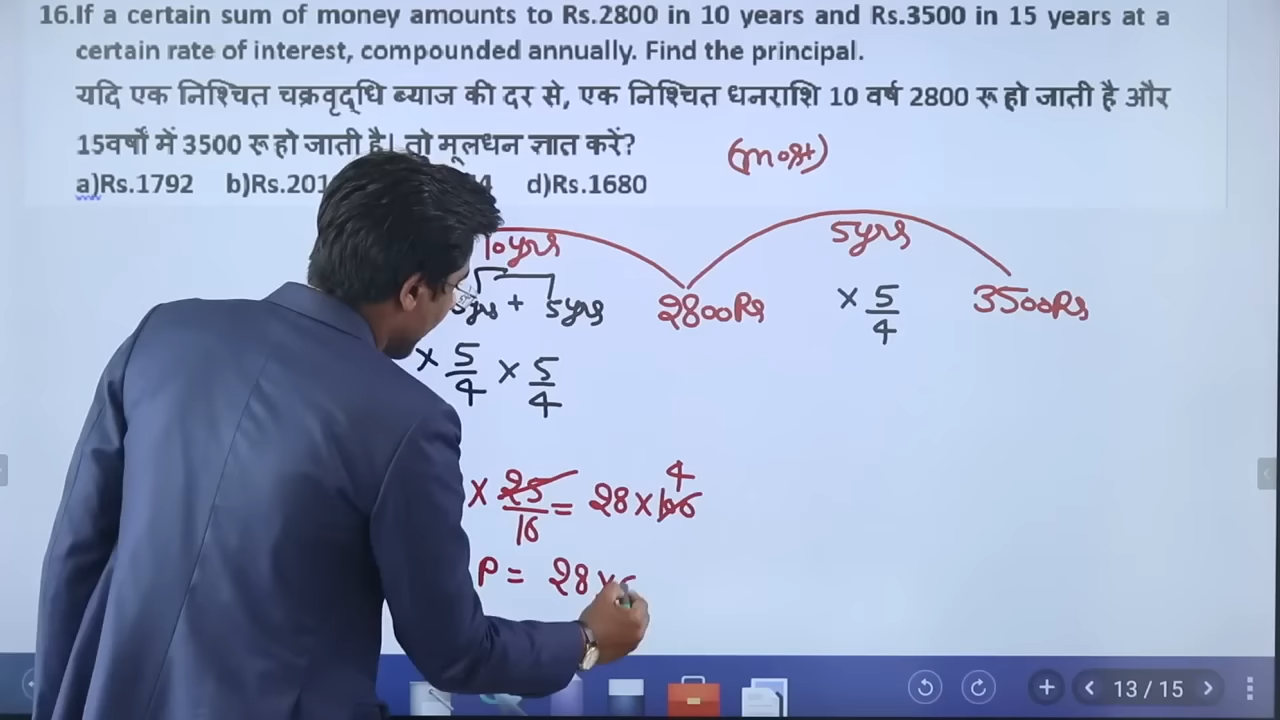 16.If a certain sum of money amounts to Rs.2800 in 10 years and Rs.3500 in 15 years at a
certain rate of interest, compounded annually. Find the principal.
यदि एक निश्चित चक्रवृद्धि ब्याज की दर से, एक निश्चित धनराशि 10 वर्ष 2800 रू हो जाती है और
15वर्षों में 3500 रू हो जाती है। तो मूलधन ज्ञात करें?
(most)
a)Rs.1792 b)Rs.201 4 d)Rs.1680
10yrs 5yrs
5yrs + 5yrs 2800Rs × 5/4 3500Rs
× 5/4 × 5/4
× 25/16 = 28 × 100 4
P = 28 ×
13 / 15